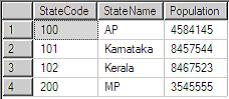 StateCode StateName Population
1 100 AP 4584145
2 101 Karnataka 8457544
3 102 Kerala 8467523
4 200 MP 3545555